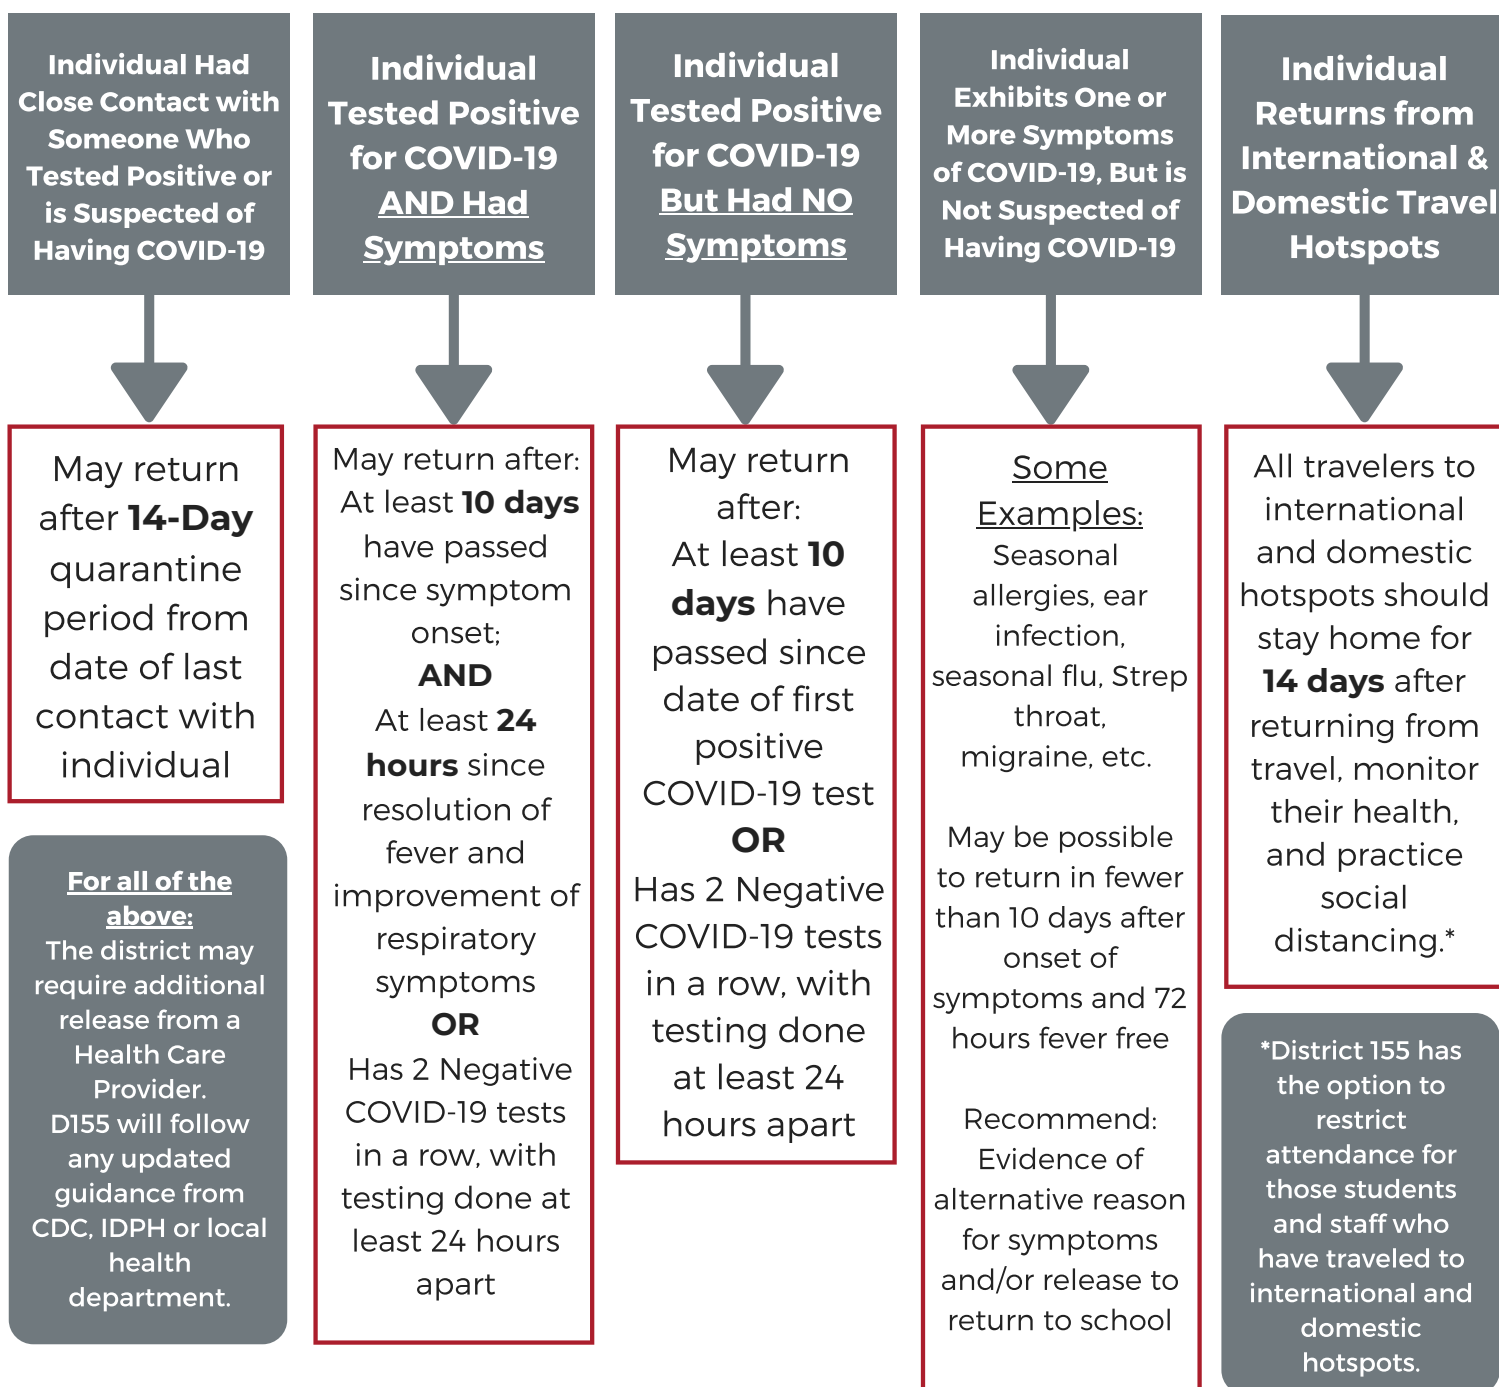 Individual Had
Close Contact with
Someone Who
Tested Positive or
is Suspected of
Having COVID-19
May return
after 14-Day
quarantine
period from
date of last
contact with
individual
For all of the
above:
The district may
require additional
release from a
Health Care
Provider.
D155 will follow
any updated
guidance from
CDC, IDPH or local
health
department.
Individual
Tested Positive
for COVID-19
AND Had
Symptoms
May return after:
At least 10 days
have passed
since symptom
onset;
AND
At least 24
hours since
resolution of
fever and
improvement of
respiratory
symptoms
OR
Has 2 Negative
COVID-19 tests
in a row, with
testing done at
least 24 hours
apart
Individual
Tested Positive
for COVID-19
But Had NO
Symptoms
May return
after:
At least 10
days have
passed since
date of first
positive
COVID-19 test
OR
Has 2 Negative
COVID-19 tests
in a row, with
testing done
at least 24
hours apart
Individual
Exhibits One or
More Symptoms
of COVID-19, But is
Not Suspected of
Having COVID-19
Some
Examples:
Seasonal
allergies, ear
infection,
seasonal flu, Strep
throat,
migraine, etc.
May be possible
to return in fewer
than 10 days after
onset of
symptoms and 72
hours fever free
Recommend:
Evidence of
alternative reason
for symptoms
and/or release to
return to school
Individual
Returns from
International &
Domestic Travel
Hotspots
All travelers to
international
and domestic
hotspots should
stay home for
14 days after
returning from
travel, monitor
their health,
and practice
social
distancing.*
*District 155 has
the option to
restrict
attendance for
those students
and staff who
have traveled to
international and
domestic
hotspots.